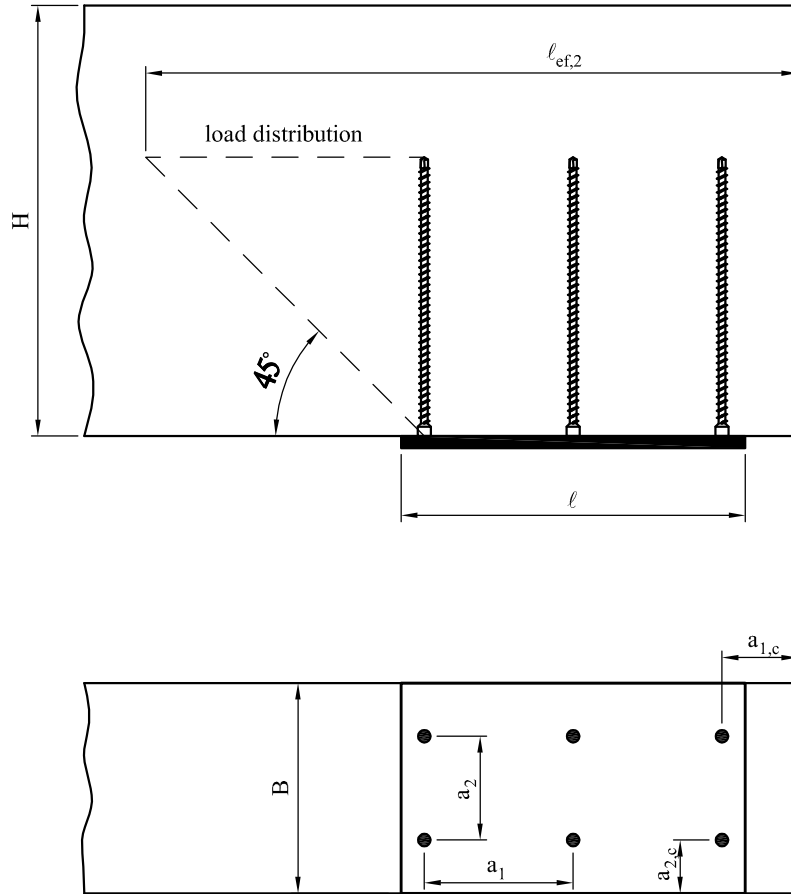 ℓef,2
load distribution
H
45°
ℓ
a1,c
B
a2
a1
a2,c